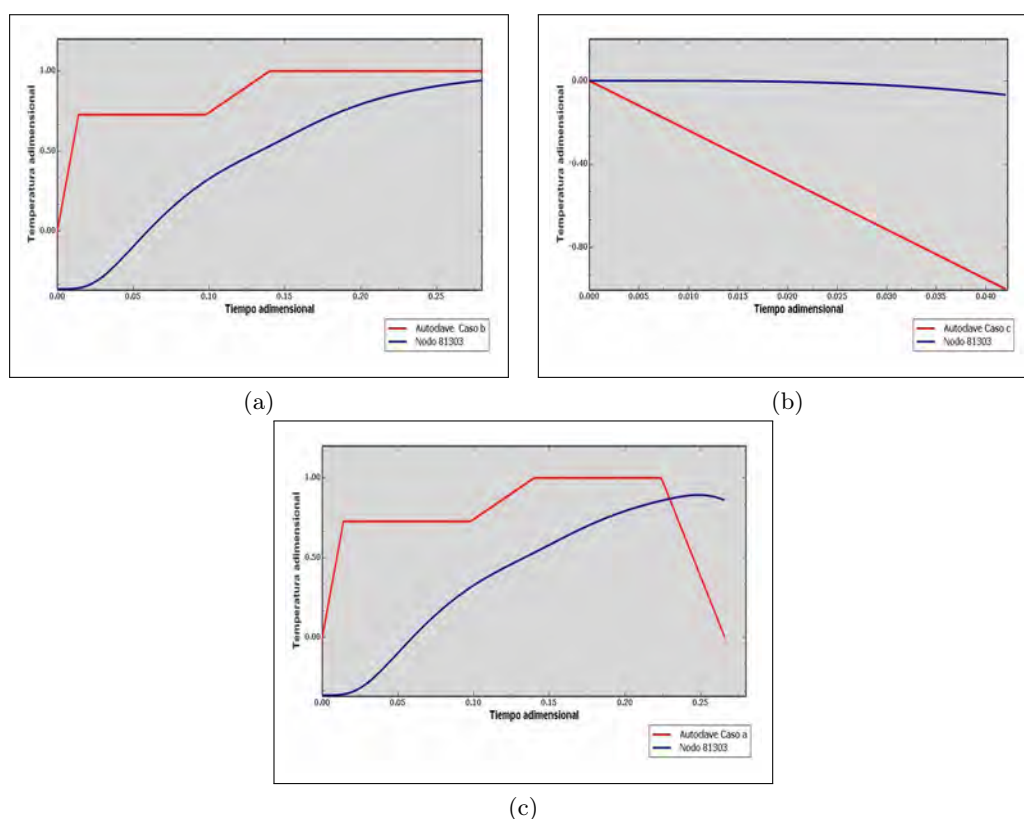 Temperatura adimensional
1.00
0.50
0.00
0.00 0.05 0.10 0.15 0.20 0.25
Tiempo adimensional
Autoclave Caso b
Nodo 81303
(a)
Temperatura adimensional
0.00
-0.40
-0.80
0.000 0.005 0.010 0.015 0.020 0.025 0.030 0.035 0.040
Tiempo adimensional
Autoclave Caso c
Nodo 81303
(b)
Temperatura adimensional
1.00
0.50
0.00
0.00 0.05 0.10 0.15 0.20 0.25
Tiempo adimensional
Autoclave Caso a
Nodo 81303
(c)